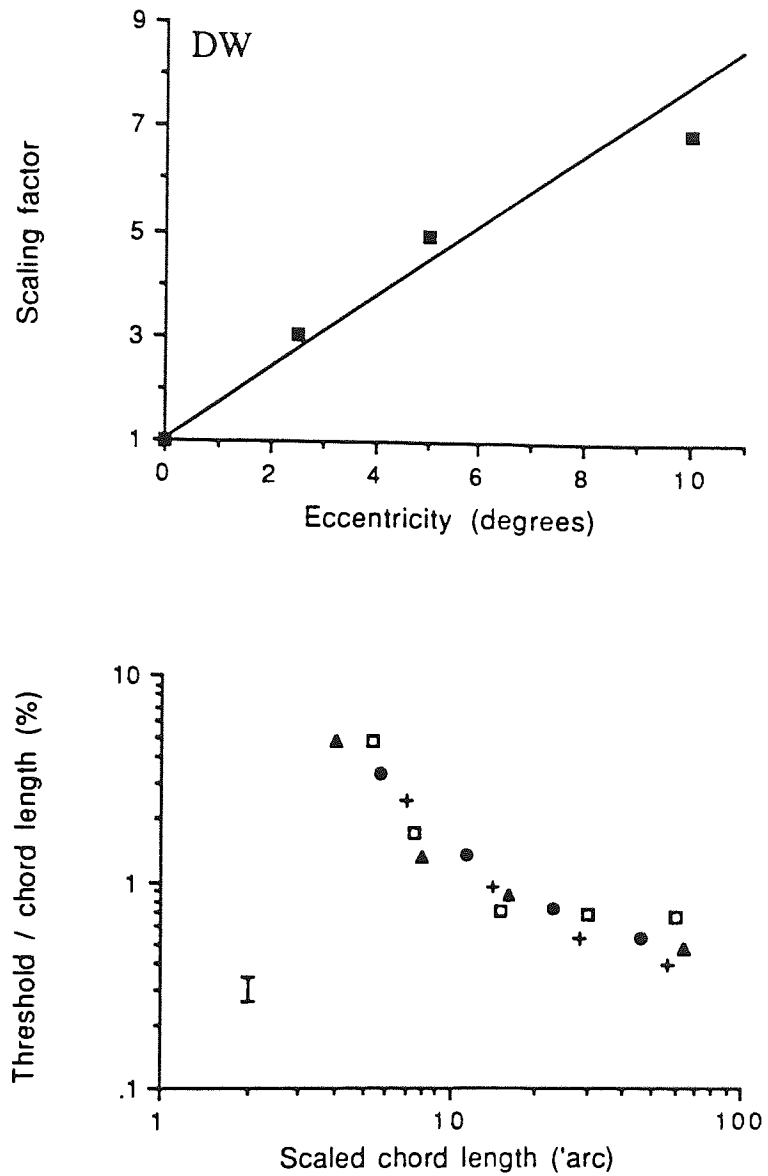 DW
9
7
5
3
1
Scaling factor
0 2 4 6 8 10
Eccentricity (degrees)
10
1
.1
Threshold / chord length (%)
1 10 100
Scaled chord length ('arc)